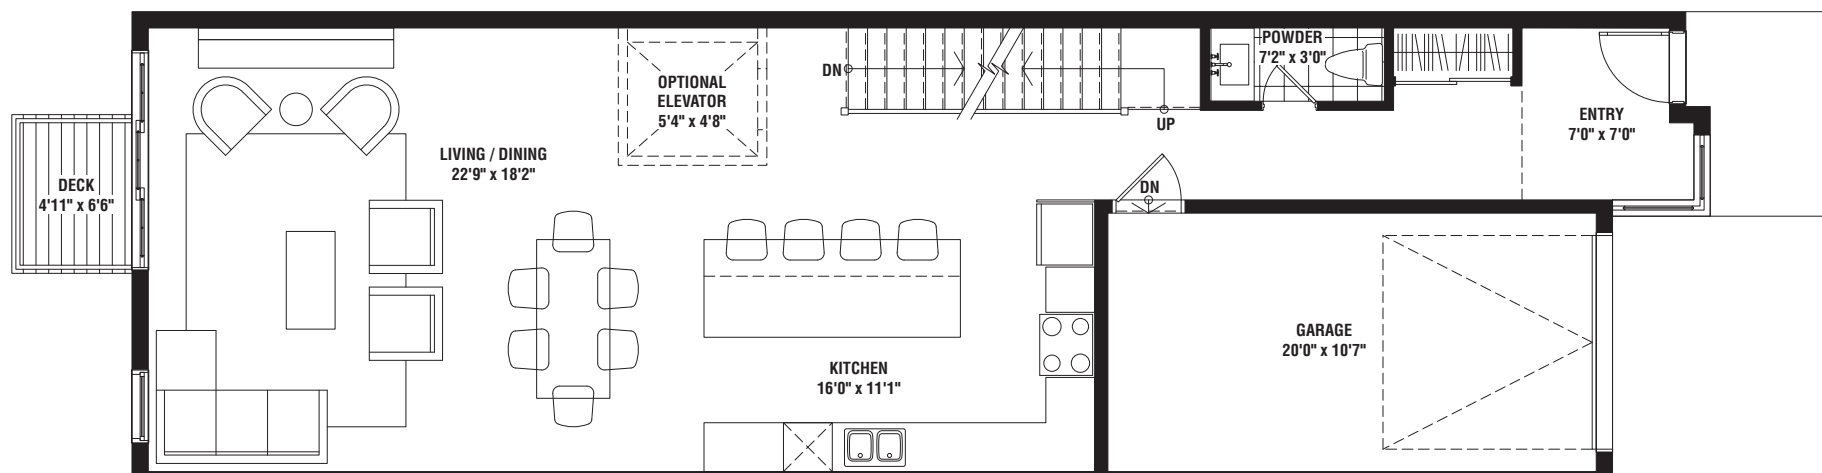 POWDER
7'2" x 3'0"
DN
OPTIONAL
ELEVATOR
5'4" x 4'8"
UP
ENTRY
7'0" x 7'0"
LIVING / DINING
22'9" x 18'2"
DECK
4'11" x 6'6"
DN
GARAGE
20'0" x 10'7"
KITCHEN
16'0" x 11'1"